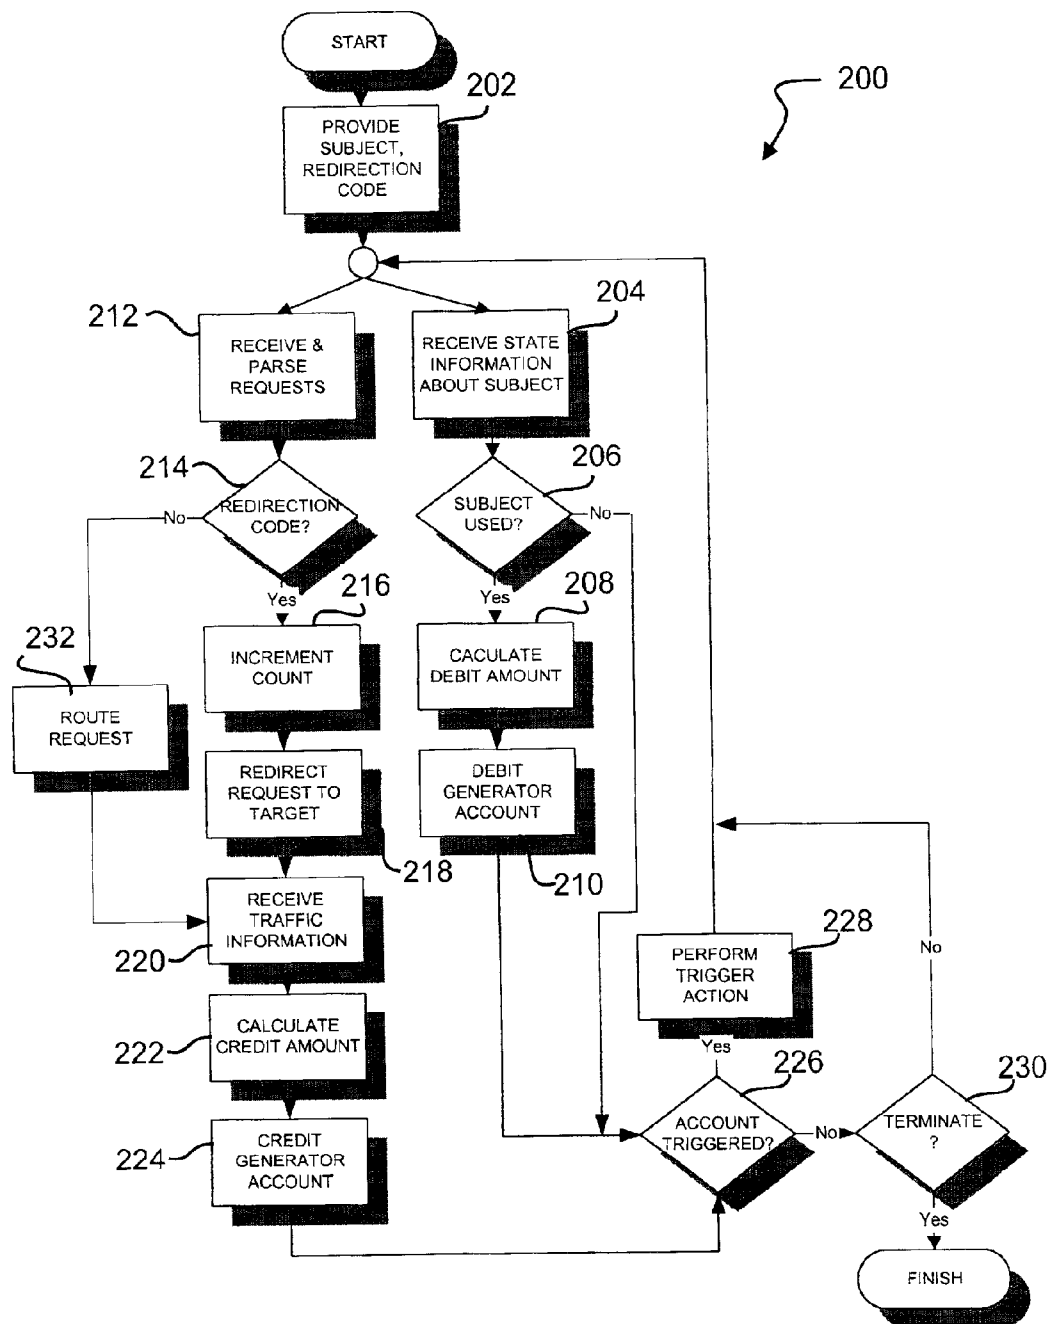 START
202
200
PROVIDE
SUBJECT,
REDIRECTION
CODE
212
204
RECEIVE &
PARSE
REQUESTS
RECEIVE STATE
INFORMATION
ABOUT SUBJECT
214
206
REDIRECTION
CODE?
SUBJECT
USED?
No
No
Yes
Yes
216
208
232
INCREMENT
COUNT
CACULATE
DEBIT AMOUNT
ROUTE
REQUEST
REDIRECT
REQUEST TO
TARGET
DEBIT
GENERATOR
ACCOUNT
218
210
RECEIVE
TRAFFIC
INFORMATION
220
228
PERFORM
TRIGGER
ACTION
No
CALCULATE
CREDIT AMOUNT
222
Yes
226
230
ACCOUNT
TRIGGERED?
No
TERMINATE
?
CREDIT
GENERATOR
ACCOUNT
224
Yes
FINISH